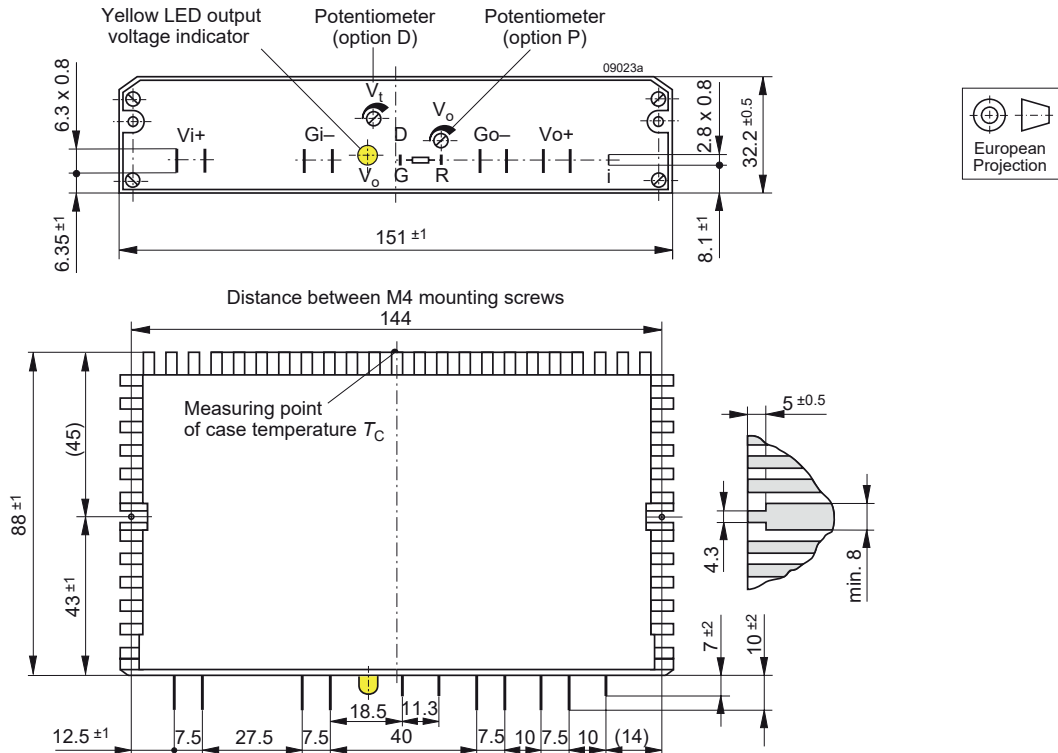 Yellow LED output
voltage indicator
Potentiometer
(option D)
Potentiometer
(option P)
09023a
6.3 x 0.8
Vi+
Gi–
Vt
D
Vo
Go–
Vo+
Vo
G
R
i
2.8 x 0.8
32.2 ±0.5
European
Projection
6.35 ±1
151 ±1
8.1 ±1
Distance between M4 mounting screws
144
Measuring point
of case temperature TC
(45)
88 ±1
43 ±1
5 ±0.5
4.3
min. 8
7 ±2
10 ±2
18.5
11.3
12.5 ±1
7.5
27.5
7.5
40
7.5
10
7.5
10
(14)